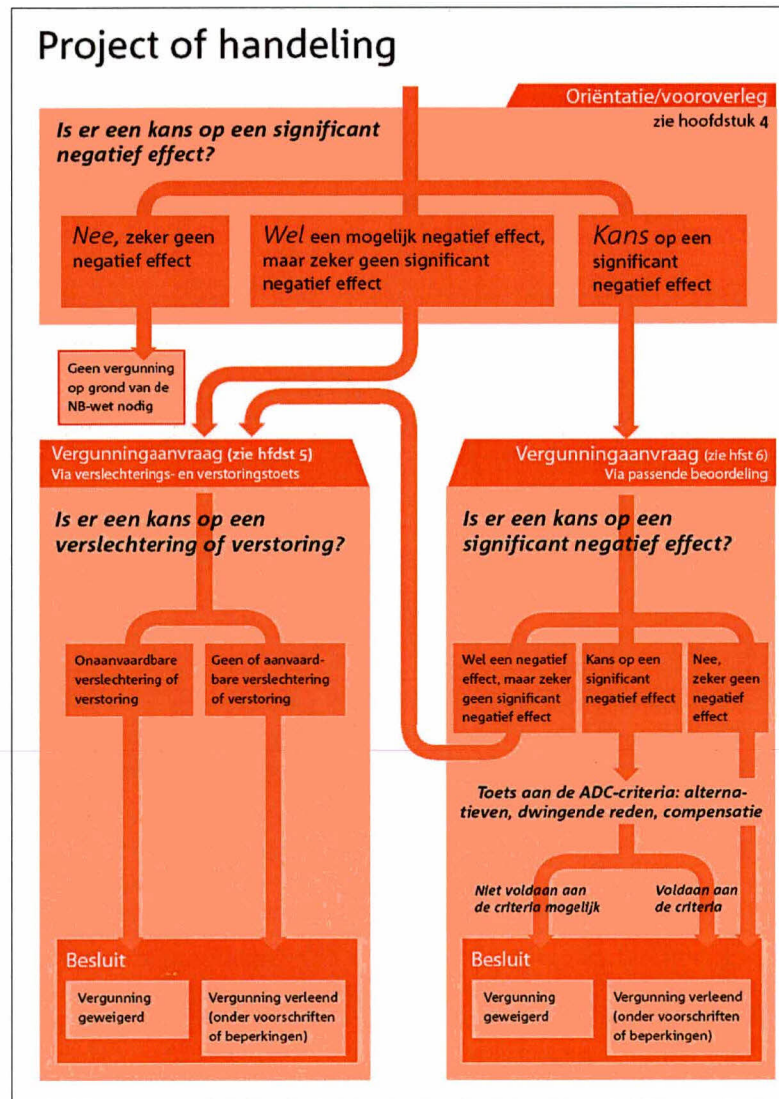 Project of handeling
Oriëntatie/vooroverleg
zie hoofdstuk 4
Is er een kans op een significant
negatief effect?
Nee, zeker geen
negatief effect
Wel een mogelijk negatief effect,
maar zeker geen significant
negatief effect
Kans op een
significant
negatief effect
Geen vergunning
op grond van de
NB-wet nodig
Vergunningaanvraag (zie hfdst 5)
Via verslechterings- en verstoringstoets
Is er een kans op een
verslechtering of verstoring?
Onaanvaardbare
verslechtering of
verstoring
Geen of aanvaard-
bare verslechtering
of verstoring
Besluit
Vergunning
geweigerd
Vergunning verleend
(onder voorschriften
of beperkingen)
Vergunningaanvraag (zie hfst 6)
Via passende beoordeling
Is er een kans op een
significant negatief effect?
Wel een negatief
effect, maar zeker
geen significant
negatief effect
Kans op een
significant
negatief effect
Nee,
zeker geen
negatief
effect
Toets aan de ADC-criteria: alterna-
tieven, dwingende reden, compensatie
Niet voldaan aan
de criteria mogelijk
Voldaan aan
de criteria
Besluit
Vergunning
geweigerd
Vergunning verleend
(onder voorschriften
of beperkingen)